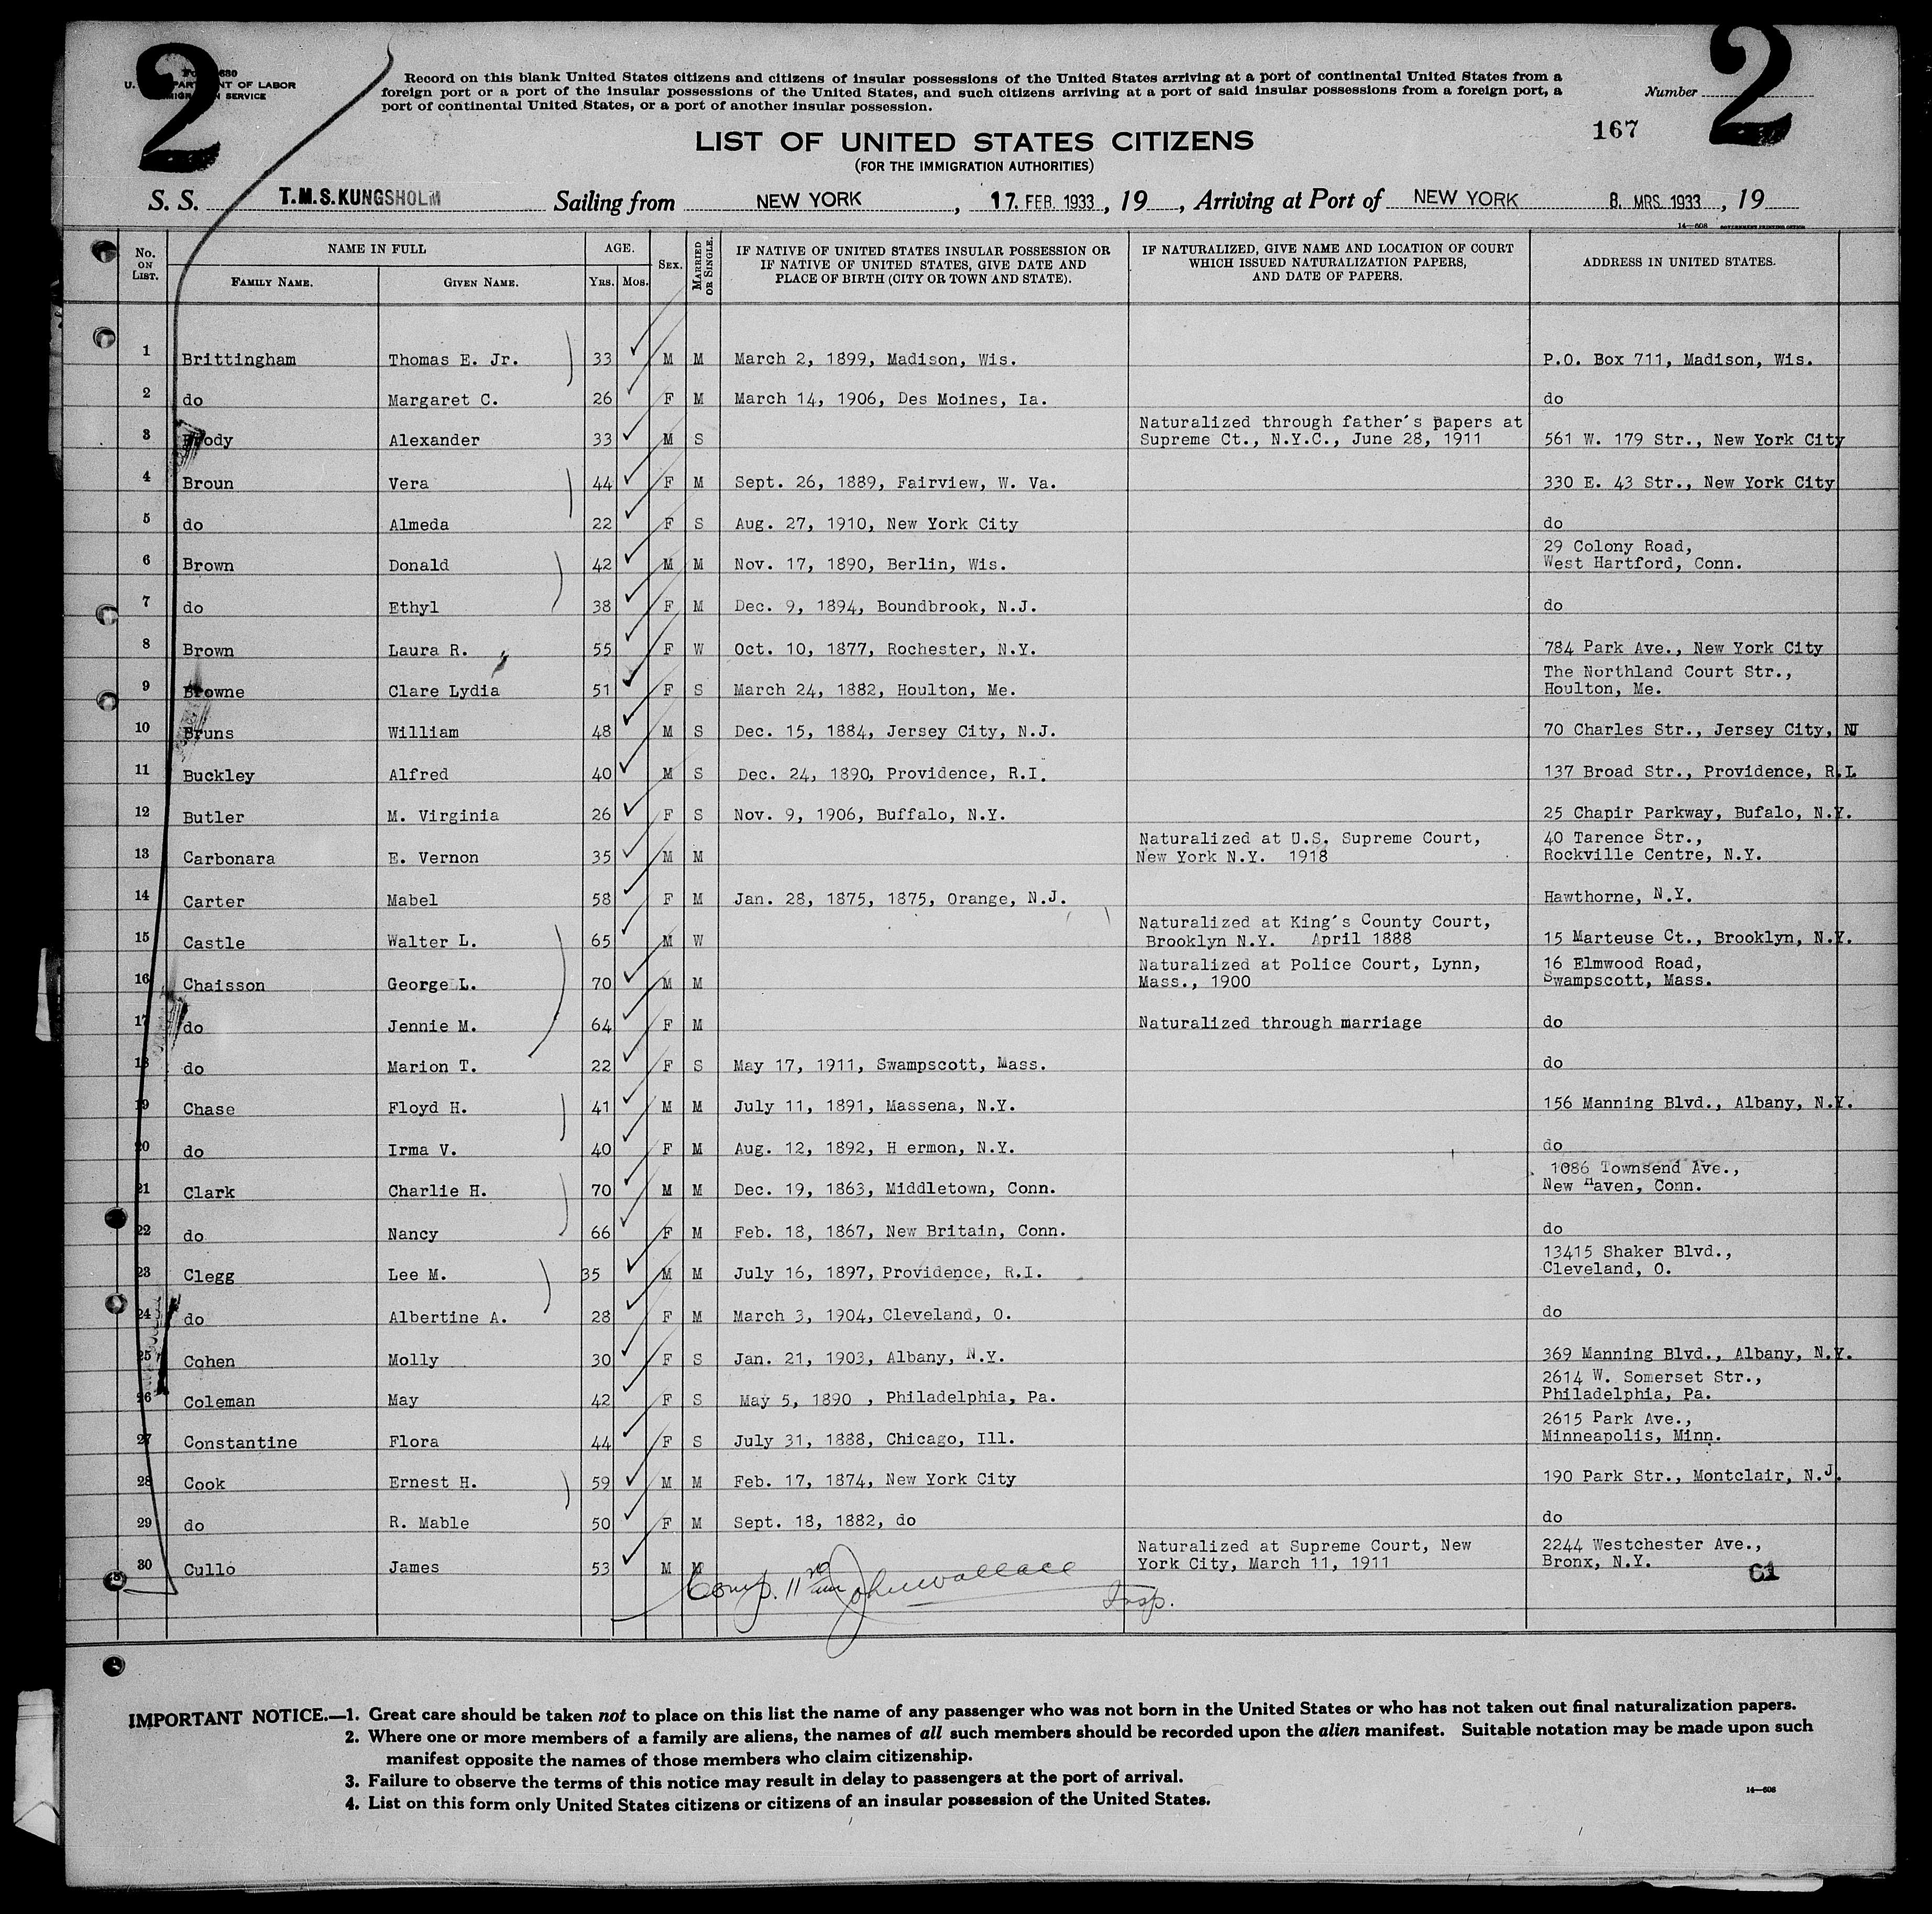 2
2
U. S. DEPARTMENT OF LABOR
IMMIGRATION SERVICE
Record on this blank United States citizens and citizens of insular possessions of the United States arriving at a port of continental United States from a
foreign port or a port of the insular possessions of the United States, and such citizens arriving at a port of said insular possessions from a foreign port, a
port of continental United States, or a port of another insular possession.
Number
167
LIST OF UNITED STATES CITIZENS
(FOR THE IMMIGRATION AUTHORITIES)
S. S. T.M.S.KUNGSHOLM Sailing from NEW YORK, 17. FEB. 1933, 19, Arriving at Port of NEW YORK 8. MRS. 1933, 19
14—608 GOVERNMENT PRINTING OFFICE
No. ON LIST.
NAME IN FULL
FAMILY NAME. GIVEN NAME.
AGE.
YRS. MOS.
SEX.
MARRIED OR SINGLE.
IF NATIVE OF UNITED STATES INSULAR POSSESSION OR
IF NATIVE OF UNITED STATES, GIVE DATE AND
PLACE OF BIRTH (CITY OR TOWN AND STATE).
IF NATURALIZED, GIVE NAME AND LOCATION OF COURT
WHICH ISSUED NATURALIZATION PAPERS,
AND DATE OF PAPERS.
ADDRESS IN UNITED STATES.
1 Brittingham Thomas E. Jr. 33 M M March 2, 1899, Madison, Wis. P.O. Box 711, Madison, Wis.
2 do Margaret C. 26 F M March 14, 1906, Des Moines, Ia. do
Naturalized through father's papers at
3 Brody Alexander 33 M S Supreme Ct., N.Y.C., June 28, 1911 561 W. 179 Str., New York City
4 Broun Vera 44 F M Sept. 26, 1889, Fairview, W. Va. 330 E. 43 Str., New York City
5 do Almeda 22 F S Aug. 27, 1910, New York City do
29 Colony Road,
6 Brown Donald 42 M M Nov. 17, 1890, Berlin, Wis. West Hartford, Conn.
7 do Ethyl 38 F M Dec. 9, 1894, Boundbrook, N.J. do
8 Brown Laura R. 55 F W Oct. 10, 1877, Rochester, N.Y. 784 Park Ave., New York City
The Northland Court Str.,
9 Browne Clare Lydia 51 F S March 24, 1882, Houlton, Me. Houlton, Me.
10 Bruns William 48 M S Dec. 15, 1884, Jersey City, N.J. 70 Charles Str., Jersey City, NJ
11 Buckley Alfred 40 M S Dec. 24, 1890, Providence, R.I. 137 Broad Str., Providence, R.I.
12 Butler M. Virginia 26 F S Nov. 9, 1906, Buffalo, N.Y. 25 Chapir Parkway, Bufalo, N.Y.
Naturalized at U.S. Supreme Court, 40 Tarence Str.,
13 Carbonara E. Vernon 35 M M New York N.Y. 1918 Rockville Centre, N.Y.
14 Carter Mabel 58 F M Jan. 28, 1875, 1875, Orange, N.J. Hawthorne, N.Y.
Naturalized at King's County Court,
15 Castle Walter L. 65 M W Brooklyn N.Y. April 1888 15 Marteuse Ct., Brooklyn, N.Y.
Naturalized at Police Court, Lynn, 16 Elmwood Road,
16 Chaisson George L. 70 M M Mass., 1900 Swampscott, Mass.
17 do Jennie M. 64 F M Naturalized through marriage do
18 do Marion T. 22 F S May 17, 1911, Swampscott, Mass. do
19 Chase Floyd H. 41 M M July 11, 1891, Massena, N.Y. 156 Manning Blvd., Albany, N.Y.
20 do Irma V. 40 F M Aug. 12, 1892, H ermon, N.Y. do
1086 Townsend Ave.,
21 Clark Charlie H. 70 M M Dec. 19, 1863, Middletown, Conn. New Haven, Conn.
22 do Nancy 66 F M Feb. 18, 1867, New Britain, Conn. do
13415 Shaker Blvd.,
23 Clegg Lee M. 35 M M July 16, 1897, Providence, R.I. Cleveland, O.
24 do Albertine A. 28 F M March 3, 1904, Cleveland, O. do
25 Cohen Molly 30 F S Jan. 21, 1903, Albany, N.Y. 369 Manning Blvd., Albany, N.Y.
2614 W. Somerset Str.,
26 Coleman May 42 F S May 5, 1890 , Philadelphia, Pa. Philadelphia, Pa.
2615 Park Ave.,
27 Constantine Flora 44 F S July 31, 1888, Chicago, Ill. Minneapolis, Minn.
28 Cook Ernest H. 59 M M Feb. 17, 1874, New York City 190 Park Str., Montclair, N.J.
29 do R. Mable 50 F M Sept. 18, 1882, do do
Naturalized at Supreme Court, New 2244 Westchester Ave.,
30 Cullo James 53 M M York City, March 11, 1911 Bronx, N.Y.
61
Comp. 11 John Wallace
Insp.
IMPORTANT NOTICE.—1. Great care should be taken not to place on this list the name of any passenger who was not born in the United States or who has not taken out final naturalization papers.
2. Where one or more members of a family are aliens, the names of all such members should be recorded upon the alien manifest. Suitable notation may be made upon such
manifest opposite the names of those members who claim citizenship.
3. Failure to observe the terms of this notice may result in delay to passengers at the port of arrival.
4. List on this form only United States citizens or citizens of an insular possession of the United States.
14—608